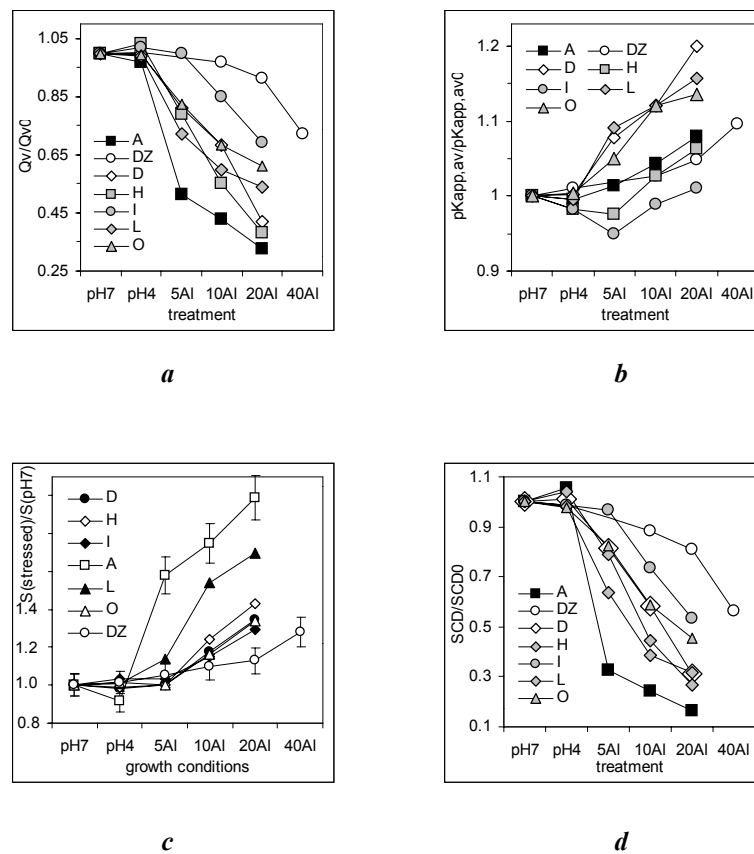 Qv/Qv0
1.05
0.85
0.65
0.45
0.25
A
DZ
D
H
I
L
O
pH7 pH4 5Al 10Al 20Al 40Al
treatment
a
pKapp,av/pKapp,av0
1.2
1.1
1
0.9
A DZ
D H
I L
O
pH7 pH4 5Al 10Al 20Al 40Al
treatment
b
S(stressed)/S(pH7)
1.4
1.2
1.0
0.8
D
H
I
A
L
O
DZ
pH7 pH4 5Al 10Al 20Al 40Al
growth conditions
c
SCD/SCD0
1.1
0.9
0.7
0.5
0.3
0.1
A
DZ
D
H
I
L
O
pH7 pH4 5Al 10Al 20Al 40Al
treatment
d